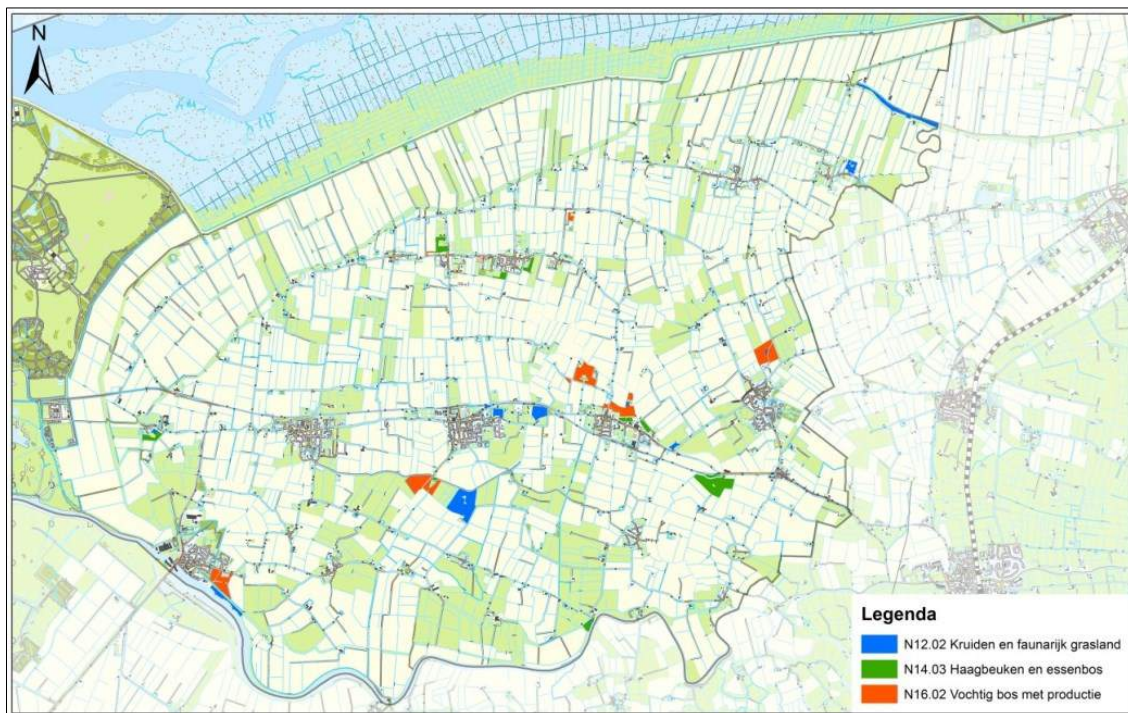 N
Legenda
N12.02 Kruiden en faunarijk grasland
N14.03 Haagbeuken en essenbos
N16.02 Vochtig bos met productie